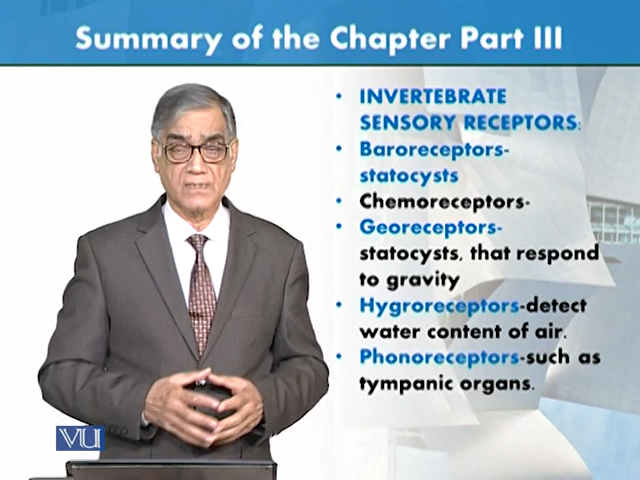 Summary of the Chapter Part III
• INVERTEBRATE
SENSORY RECEPTORS:
• Baroreceptors-
statocysts
• Chemoreceptors-
• Georeceptors-
statocysts, that respond
to gravity
• Hygroreceptors-detect
water content of air.
• Phonoreceptors-such as
tympanic organs.
VU